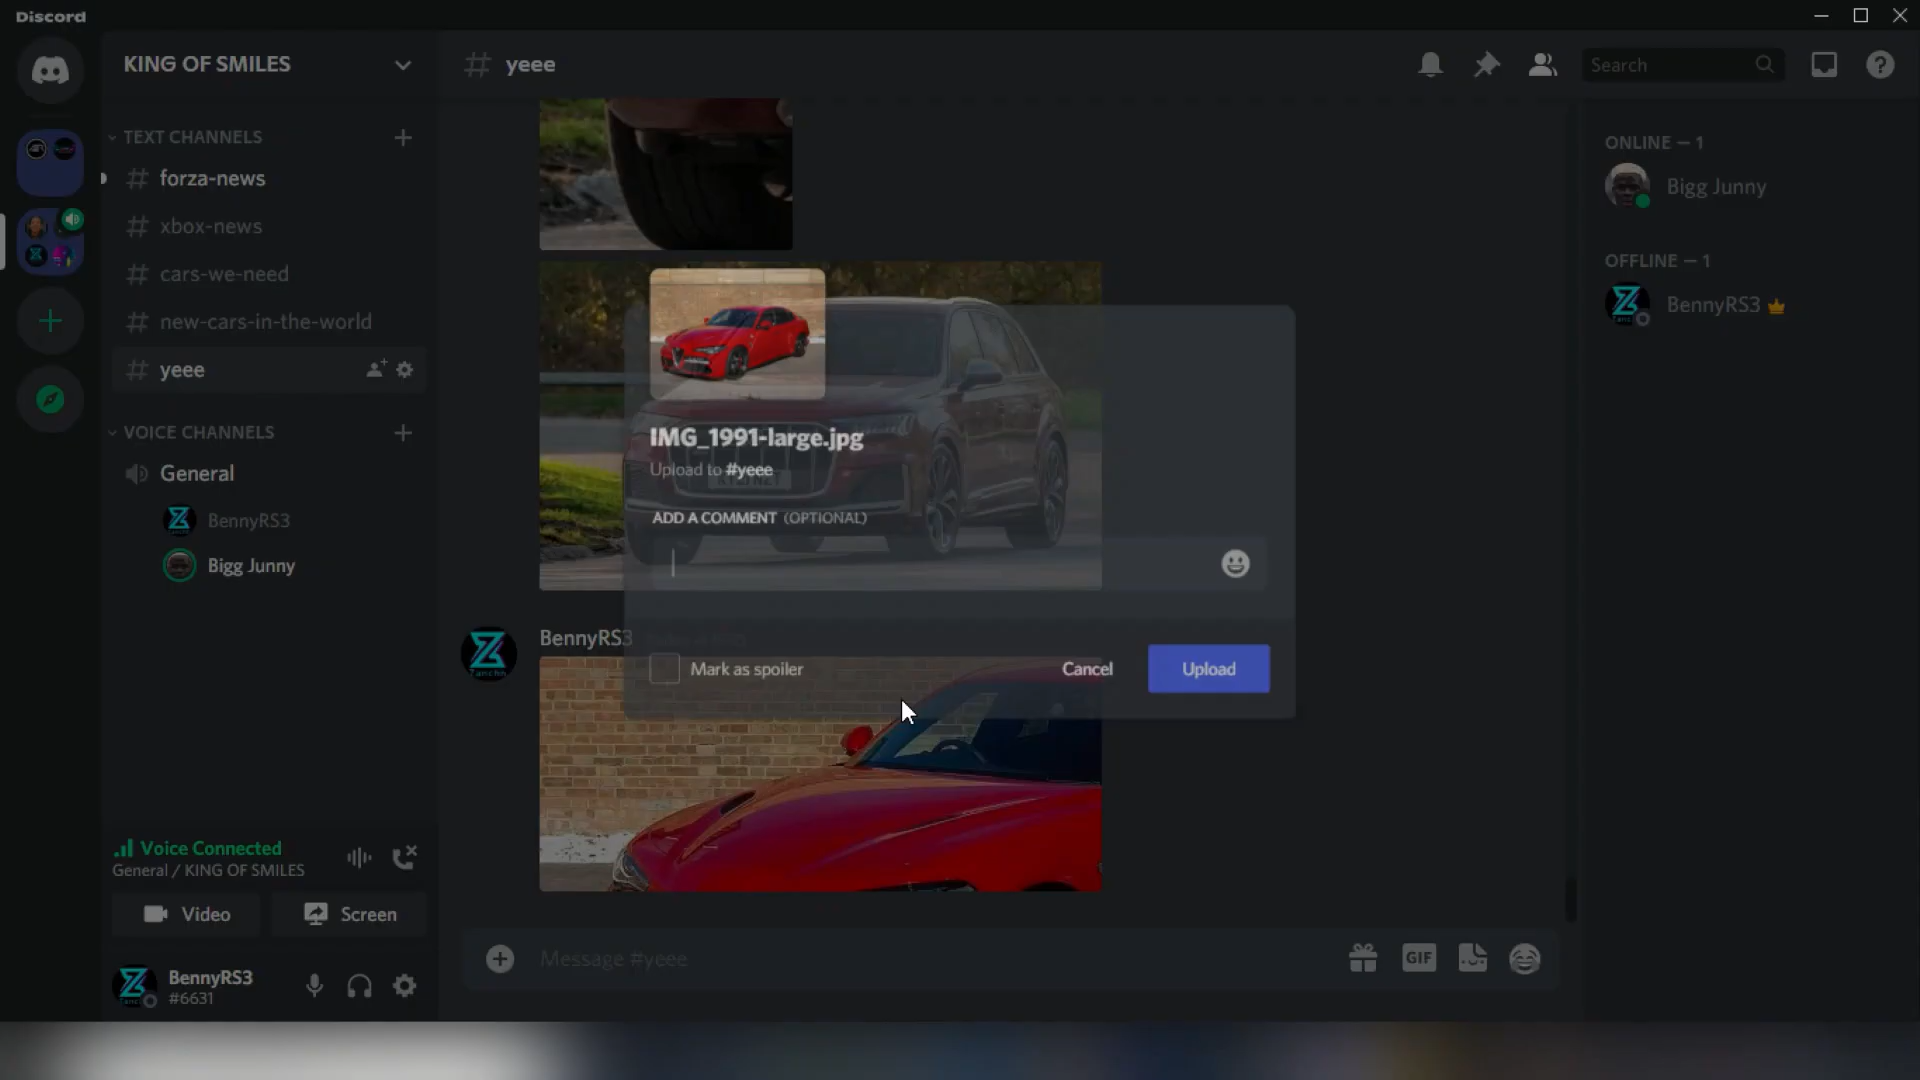 Discord
KING OF SMILES
# yeee
Search
TEXT CHANNELS
# forza-news
# xbox-news
# cars-we-need
# new-cars-in-the-world
# yeee
VOICE CHANNELS
General
BennyRS3
Bigg Junny
Voice Connected
General / KING OF SMILES
Video
Screen
BennyRS3
#6631
IMG_1991-large.jpg
Upload to #yeee
ADD A COMMENT (OPTIONAL)
BennyRS3
Mark as spoiler
Cancel
Upload
Message #yeee
GIF
ONLINE — 1
Bigg Junny
OFFLINE — 1
BennyRS3